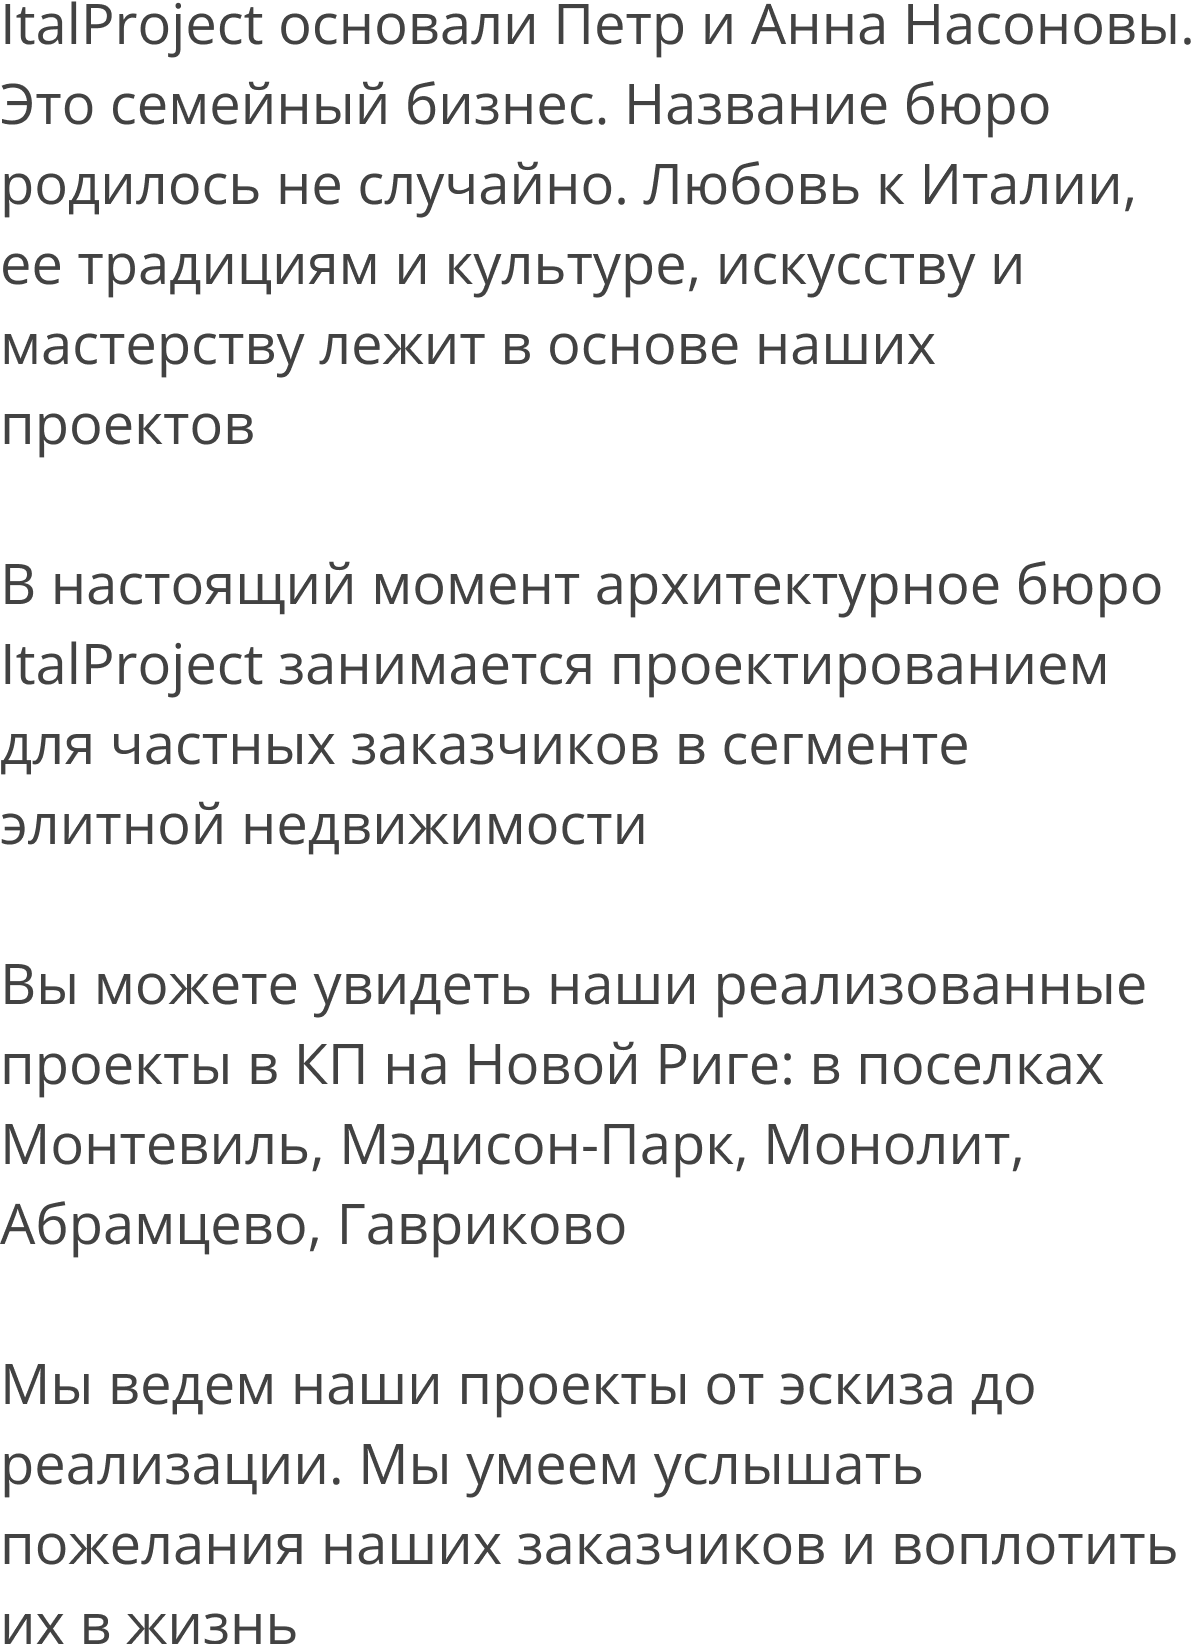 ItalProject основали Петр и Анна Насоновы.
Это семейный бизнес. Название бюро
родилось не случайно. Любовь к Италии,
ее традициям и культуре, искусству и
мастерству лежит в основе наших
проектов
В настоящий момент архитектурное бюро
ItalProject занимается проектированием
для частных заказчиков в сегменте
элитной недвижимости
Вы можете увидеть наши реализованные
проекты в КП на Новой Риге: в поселках
Монтевиль, Мэдисон-Парк, Монолит,
Абрамцево, Гавриково
Мы ведем наши проекты от эскиза до
реализации. Мы умеем услышать
пожелания наших заказчиков и воплотить
их в жизнь